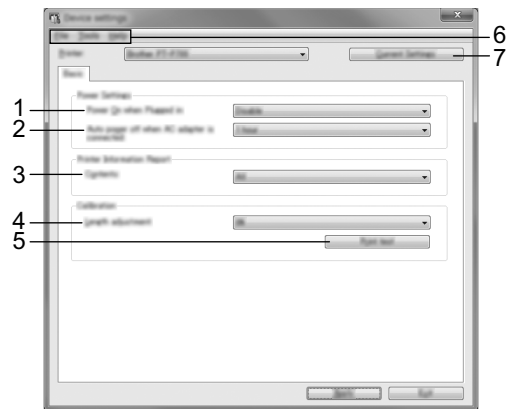 Device settings
File Tools Help
6
Printer:
Brother PT-P700
Current Settings
7
Basic
Power Settings
1
Power On when Plugged in:
Disable
2
Auto power off when AC adapter is
connected:
1 hour
Printer Information Report
3
Contents:
All
Calibration
4
Length adjustment:
5
Print test
Apply
Exit